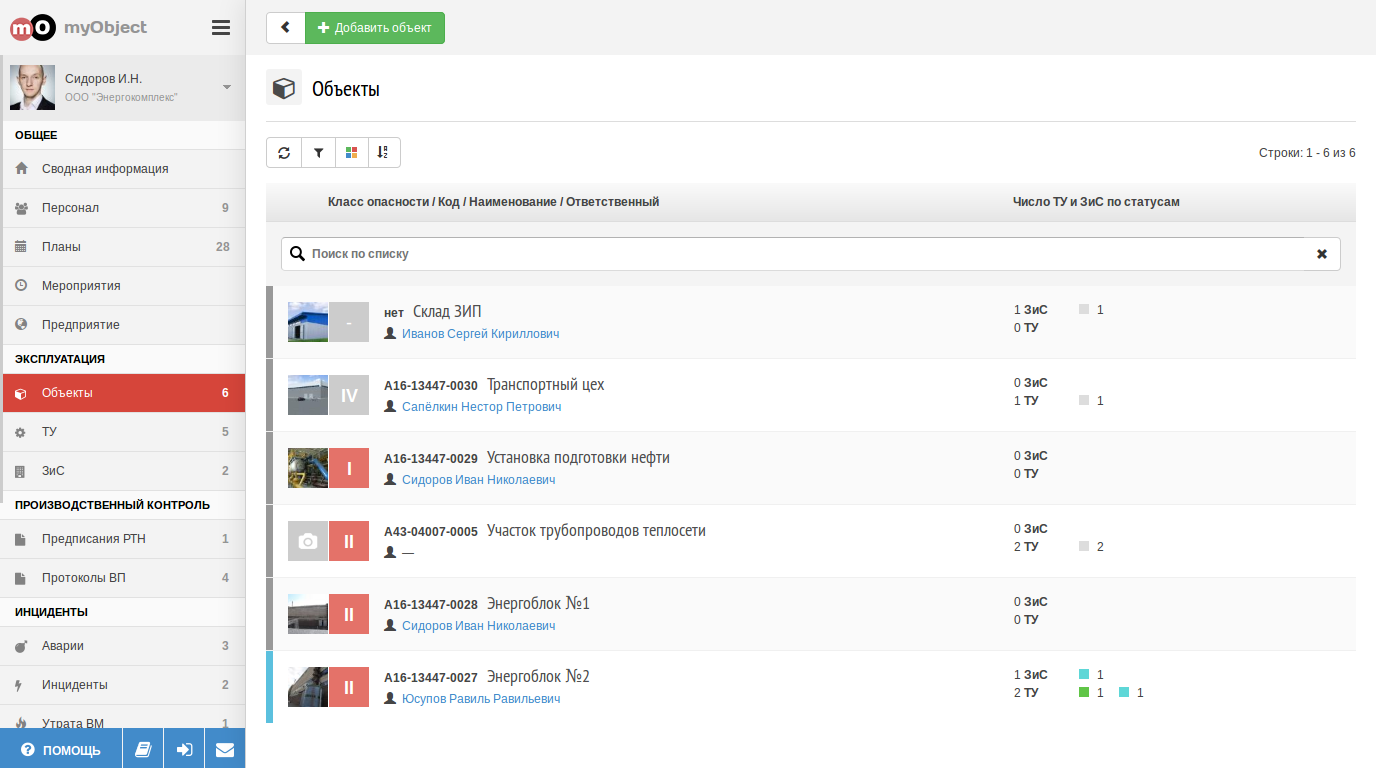 mO myObject
Добавить объект
Сидоров И.Н.
ООО "Энергокомплекс"
ОБЩЕЕ
Сводная информация
Персонал 9
Планы 28
Мероприятия
Предприятие
ЭКСПЛУАТАЦИЯ
Объекты 6
ТУ 5
ЗиС 2
ПРОИЗВОДСТВЕННЫЙ КОНТРОЛЬ
Предписания РТН 1
Протоколы ВП 4
ИНЦИДЕНТЫ
Аварии 3
Инциденты 2
Утрата ВМ 1
ПОМОЩЬ
Объекты
Строки: 1 - 6 из 6
Класс опасности / Код / Наименование / Ответственный Число ТУ и ЗиС по статусам
Поиск по списку
- нет Склад ЗИП 1 ЗиС 1
Иванов Сергей Кириллович 0 ТУ
IV А16-13447-0030 Транспортный цех 0 ЗиС
Сапёлкин Нестор Петрович 1 ТУ 1
I А16-13447-0029 Установка подготовки нефти 0 ЗиС
Сидоров Иван Николаевич 0 ТУ
II А43-04007-0005 Участок трубопроводов теплосети 0 ЗиС
— 2 ТУ 2
II А16-13447-0028 Энергоблок №1 0 ЗиС
Сидоров Иван Николаевич 0 ТУ
II А16-13447-0027 Энергоблок №2 1 ЗиС 1
Юсупов Равиль Равильевич 2 ТУ 1 1